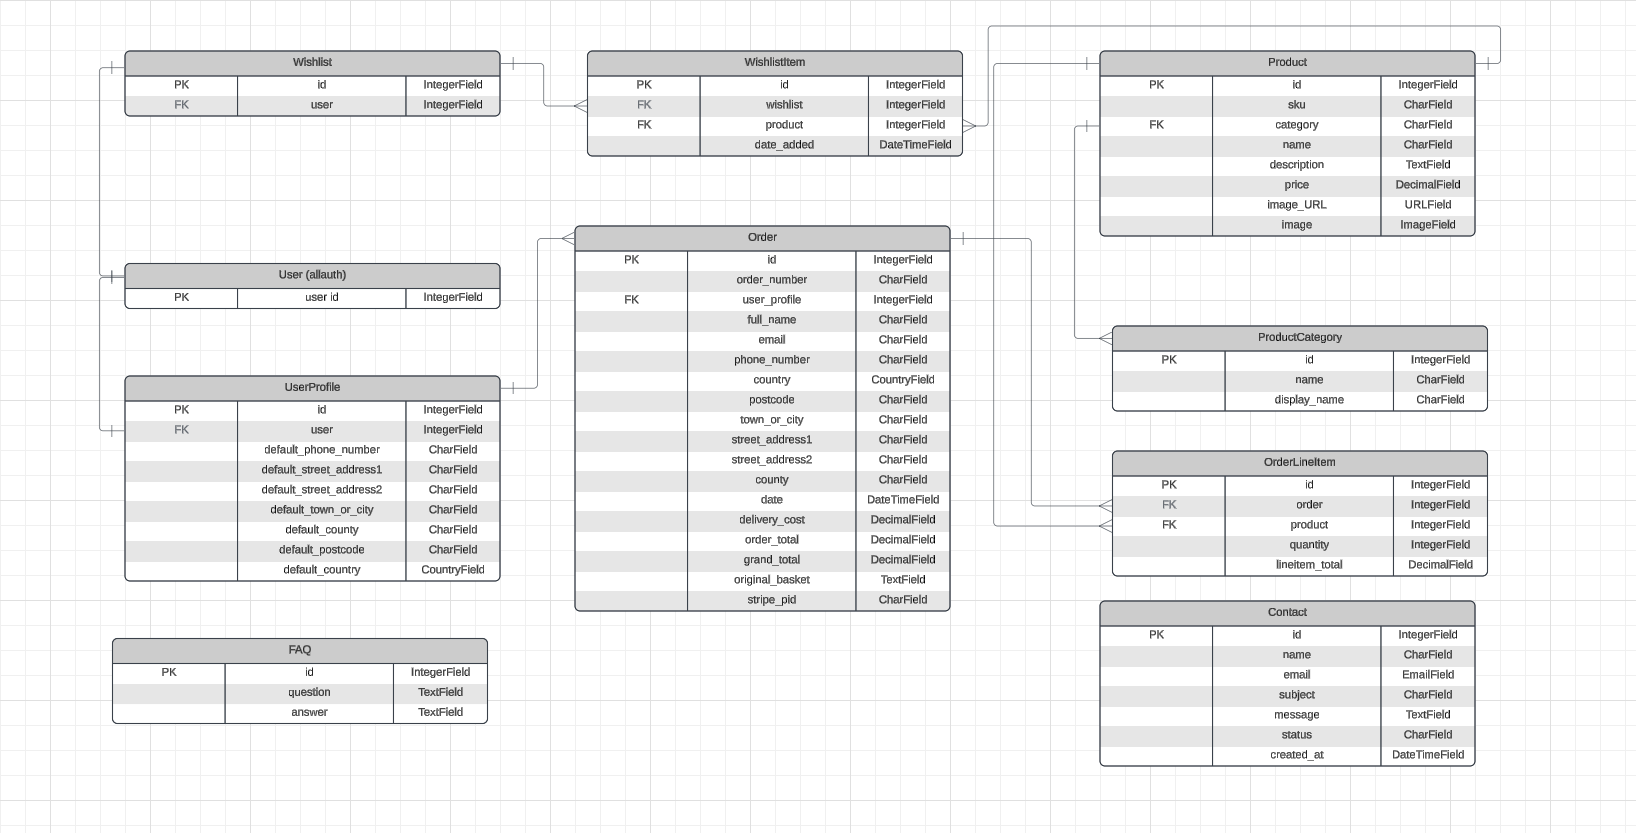 Wishlist
PK id IntegerField
FK user IntegerField
WishlistItem
PK id IntegerField
FK wishlist IntegerField
FK product IntegerField
date_added DateTimeField
Product
PK id IntegerField
sku CharField
FK category CharField
name CharField
description TextField
price DecimalField
image_URL URLField
image ImageField
User (allauth)
PK user id IntegerField
UserProfile
PK id IntegerField
FK user IntegerField
default_phone_number CharField
default_street_address1 CharField
default_street_address2 CharField
default_town_or_city CharField
default_county CharField
default_postcode CharField
default_country CountryField
Order
PK id IntegerField
order_number CharField
FK user_profile IntegerField
full_name CharField
email CharField
phone_number CharField
country CountryField
postcode CharField
town_or_city CharField
street_address1 CharField
street_address2 CharField
county CharField
date DateTimeField
delivery_cost DecimalField
order_total DecimalField
grand_total DecimalField
original_basket TextField
stripe_pid CharField
ProductCategory
PK id IntegerField
name CharField
display_name CharField
OrderLineItem
PK id IntegerField
FK order IntegerField
FK product IntegerField
quantity IntegerField
lineitem_total DecimalField
FAQ
PK id IntegerField
question TextField
answer TextField
Contact
PK id IntegerField
name CharField
email EmailField
subject CharField
message TextField
status CharField
created_at DateTimeField